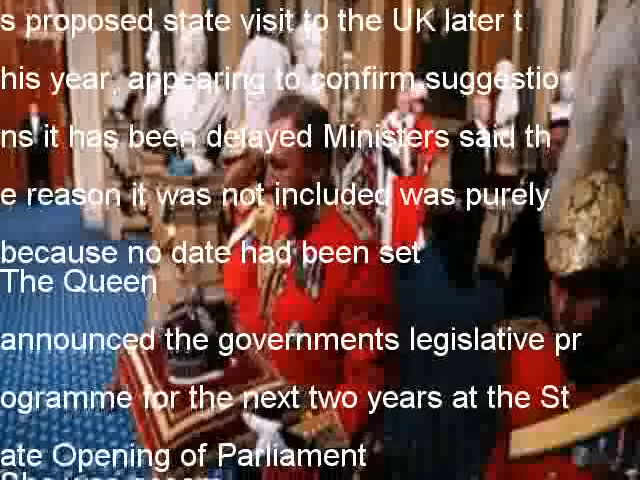 s proposed state visit to the UK later t
his year, appearing to confirm suggestio
ns it has been delayed Ministers said th
e reason it was not included was purely
because no date had been set
The Queen
announced the governments legislative pr
ogramme for the next two years at the St
ate Opening of Parliament
She was